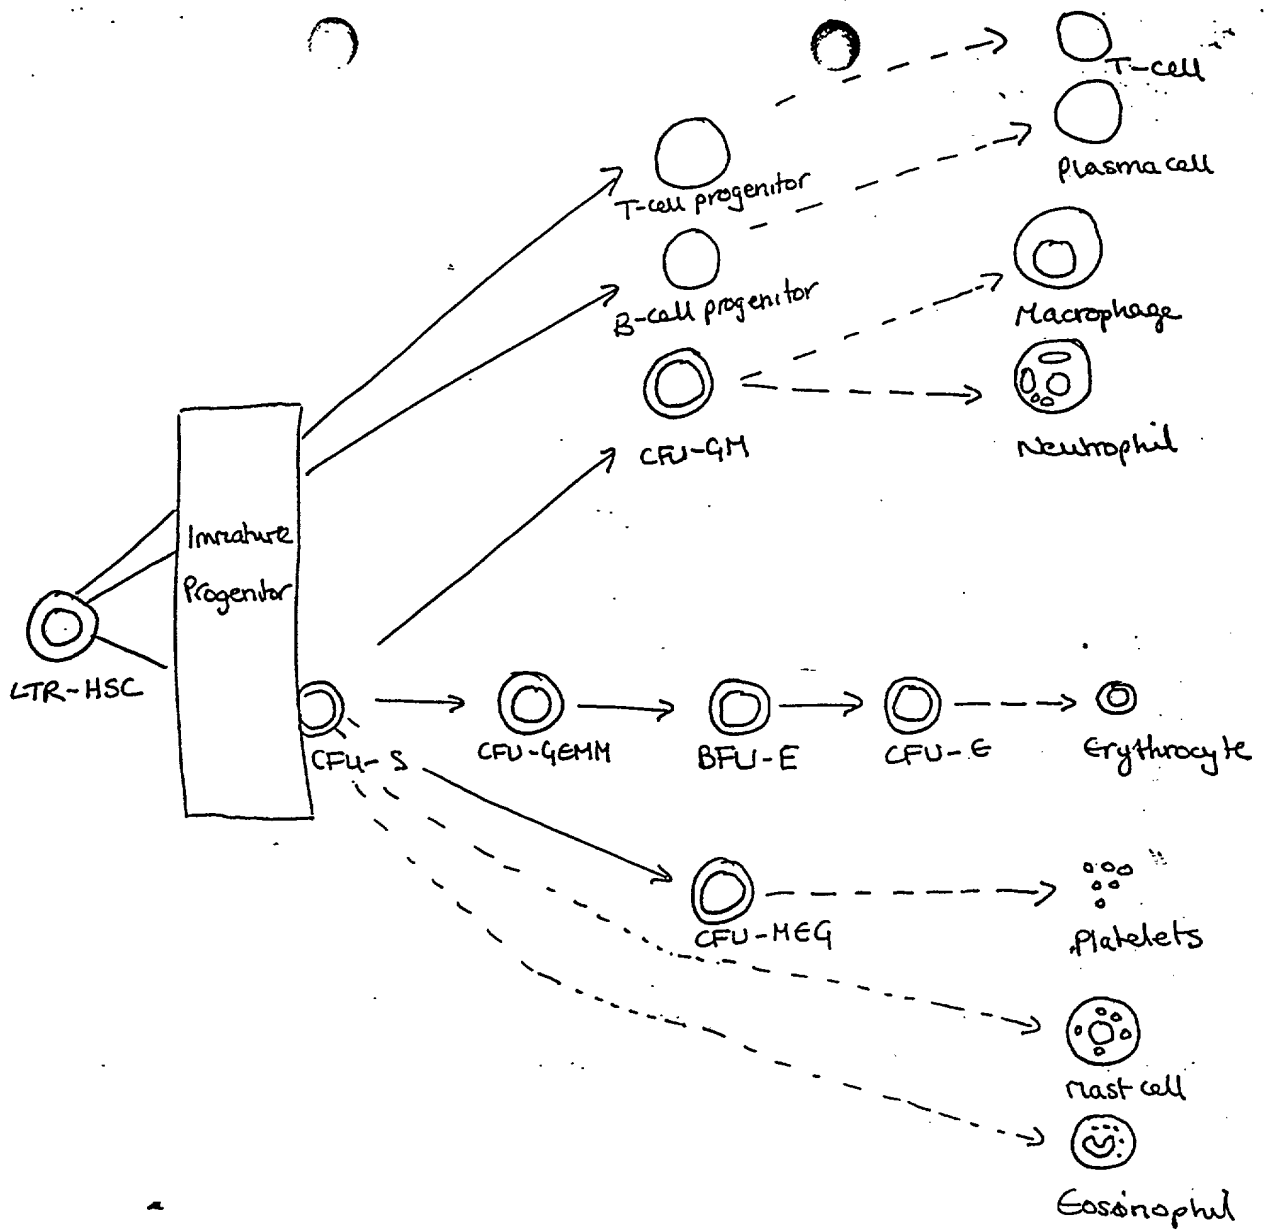 T-cell
Plasma cell
T-cell progenitor
B-cell progenitor
Macrophage
CFU-GM
Neutrophil
Immature
Progenitor
LTR-HSC
CFU-S
CFU-GEMM
BFU-E
CFU-E
Erythrocyte
CFU-MEG
Platelets
Mast cell
Eosinophil